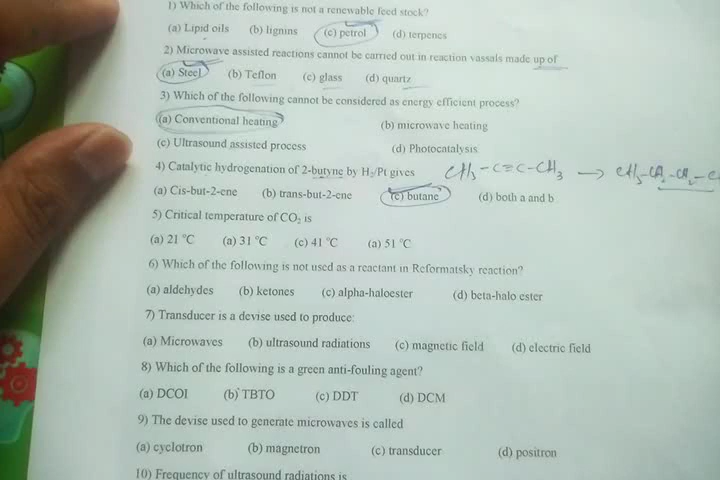 1) Which of the following is not a renewable feed stock?
(a) Lipid oils (b) lignins (c) petrol (d) terpenes
2) Microwave assisted reactions cannot be carried out in reaction vassals made up of
(a) Steel (b) Teflon (c) glass (d) quartz
3) Which of the following cannot be considered as energy efficient process?
(a) Conventional heating (b) microwave heating
(c) Ultrasound assisted process (d) Photocatalysis
4) Catalytic hydrogenation of 2-butyne by H₂/Pt gives CH₃-C≡C-CH₃ → CH₃-CH₂-CH₂-
(a) Cis-but-2-ene (b) trans-but-2-ene (c) butane (d) both a and b
5) Critical temperature of CO₂ is
(a) 21 °C (a) 31 °C (c) 41 °C (a) 51 °C
6) Which of the following is not used as a reactant in Reformatsky reaction?
(a) aldehydes (b) ketones (c) alpha-haloester (d) beta-halo ester
7) Transducer is a devise used to produce:
(a) Microwaves (b) ultrasound radiations (c) magnetic field (d) electric field
8) Which of the following is a green anti-fouling agent?
(a) DCOI (b) TBTO (c) DDT (d) DCM
9) The devise used to generate microwaves is called
(a) cyclotron (b) magnetron (c) transducer (d) positron
10) Frequency of ultrasound radiations is